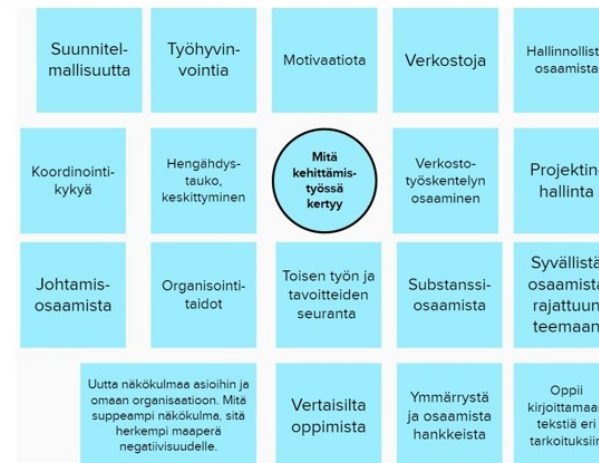 Suunnitel-
mallisuutta
Työhyvin-
vointia
Motivaatiota
Verkostoja
Hallinnollist
osaamista
Koordinointi-
kykyä
Hengähdys-
tauko,
keskittyminen
Mitä
kehittämis-
työssä
kertyy
Verkosto-
työskentelyn
osaaminen
Projektin-
hallinta
Johtamis-
osaamista
Organisointi-
taidot
Toisen työn ja
tavoitteiden
seuranta
Substanssi-
osaamista
Syvällistä
osaamista
rajattuun
teemaan
Uutta näkökulmaa asioihin ja
omaan organisaatioon. Mitä
suppeampi näkökulma, sitä
herkempi maaperä
negatiivisuudelle.
Vertaisilta
oppimista
Ymmärrystä
ja osaamista
hankkeista
Oppii
kirjoittamaa
tekstiä eri
tarkoituksiin